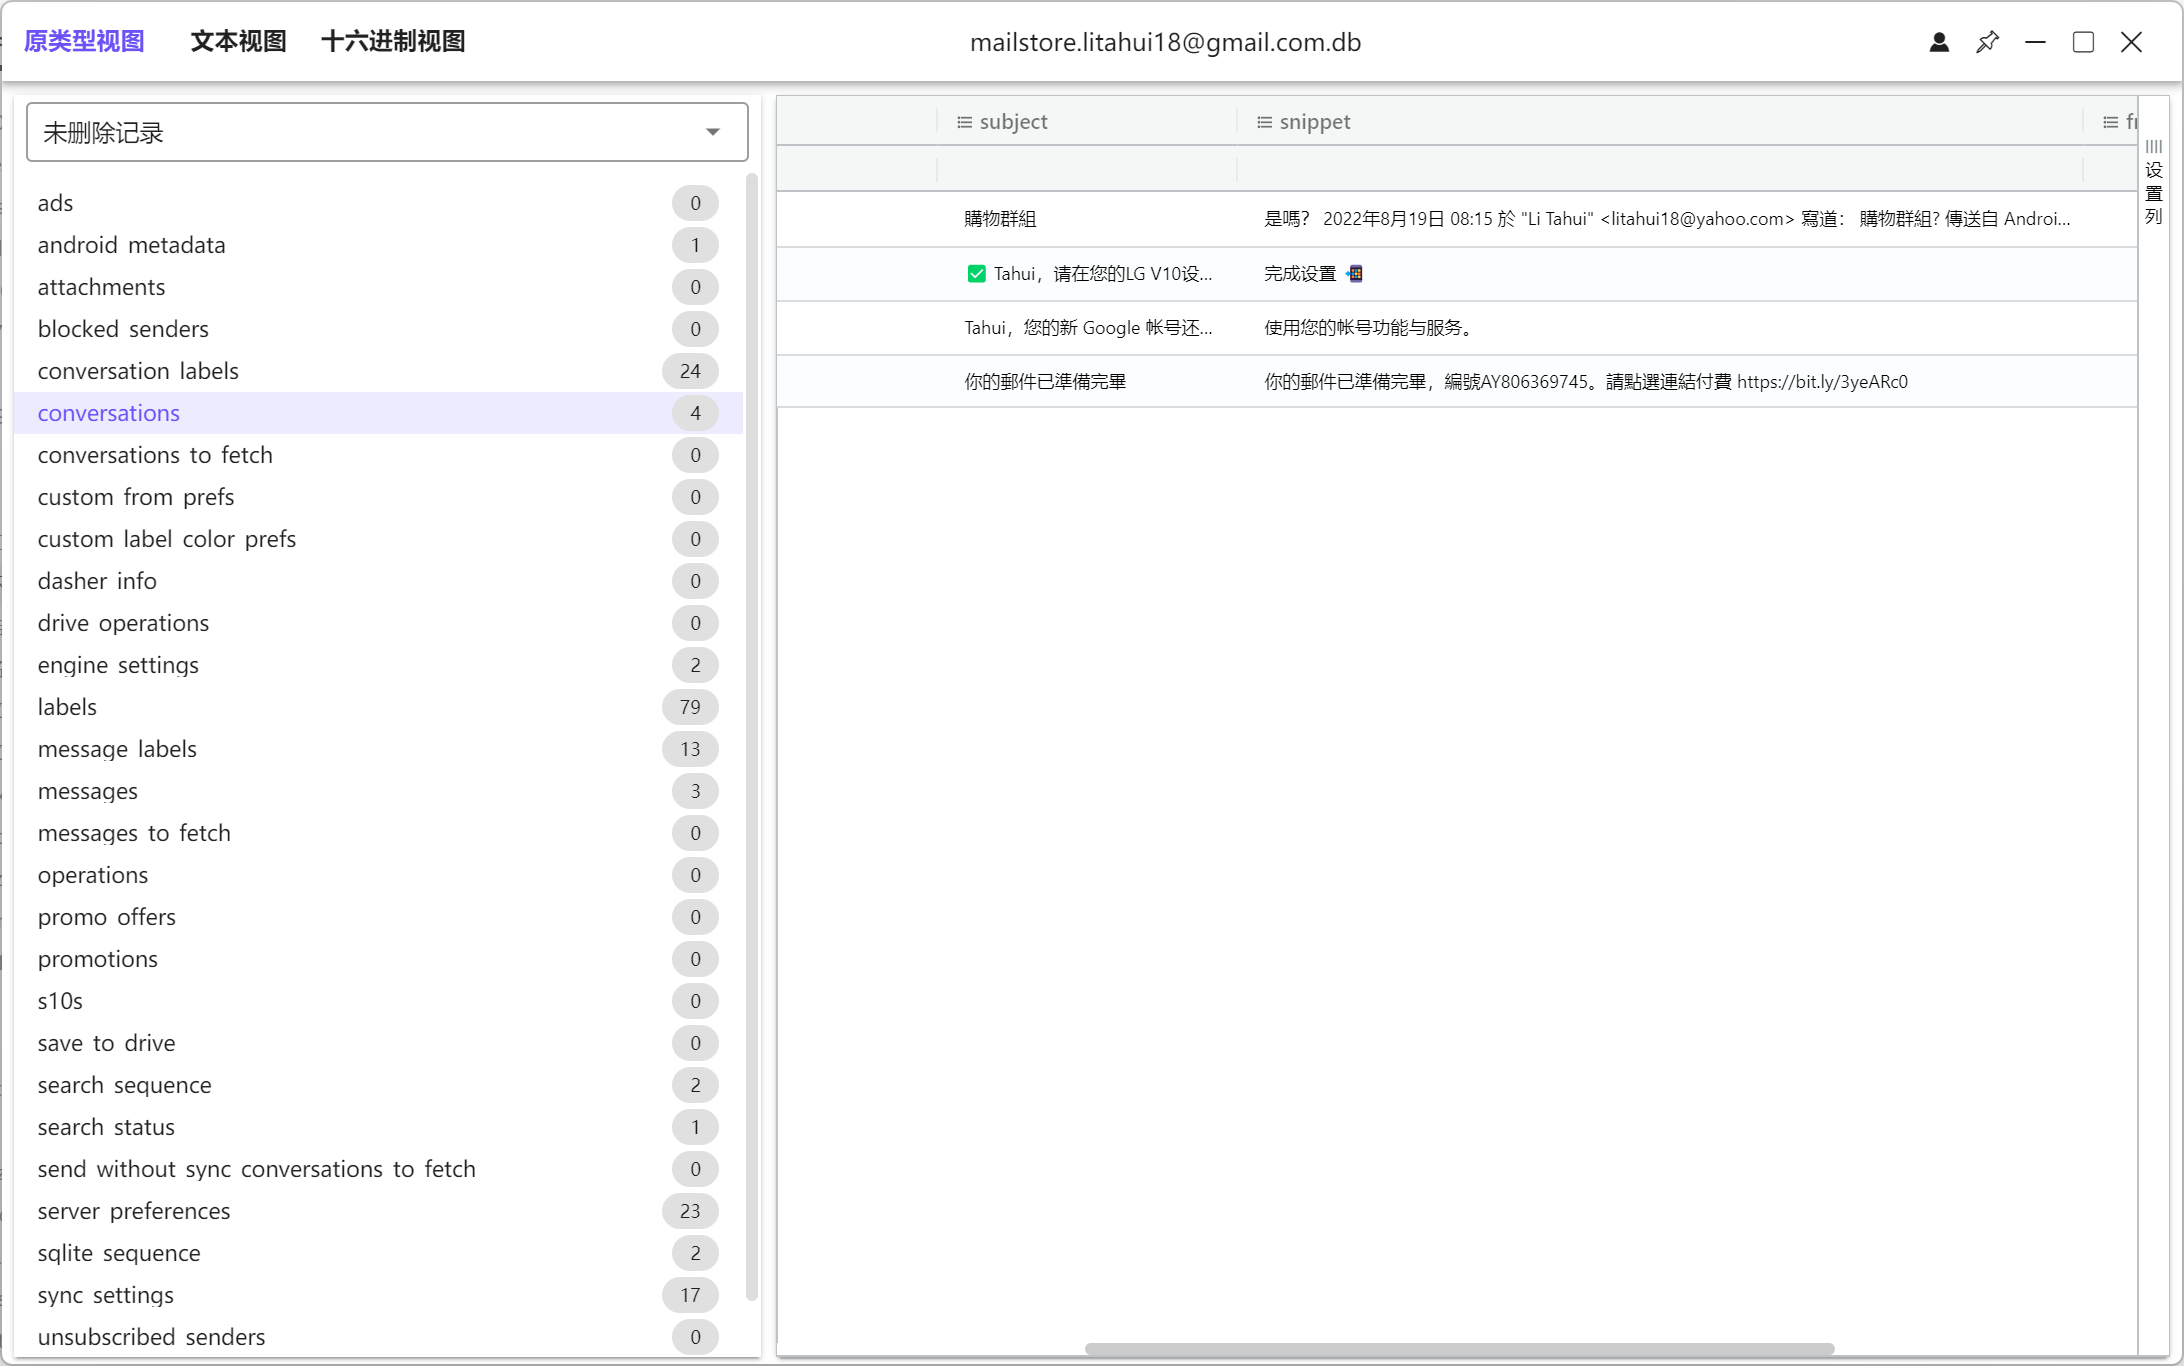 原类型视图 文本视图 十六进制视图 mailstore.litahui18@gmail.com.db
未删除记录
ads 0
android metadata 1
attachments 0
blocked senders 0
conversation labels 24
conversations 4
conversations to fetch 0
custom from prefs 0
custom label color prefs 0
dasher info 0
drive operations 0
engine settings 2
labels 79
message labels 13
messages 3
messages to fetch 0
operations 0
promo offers 0
promotions 0
s10s 0
save to drive 0
search sequence 2
search status 1
send without sync conversations to fetch 0
server preferences 23
sqlite sequence 2
sync settings 17
unsubscribed senders 0
subject snippet
購物群組 是嗎？ 2022年8月19日 08:15 於 "Li Tahui" <litahui18@yahoo.com> 寫道： 購物群組? 傳送自 Androi...
✅ Tahui，请在您的LG V10设... 完成设置 📲
Tahui，您的新 Google 帐号还... 使用您的帐号功能与服务。
你的郵件已準備完畢 你的郵件已準備完畢，編號AY806369745。請點選連結付費 https://bit.ly/3yeARc0
设置列